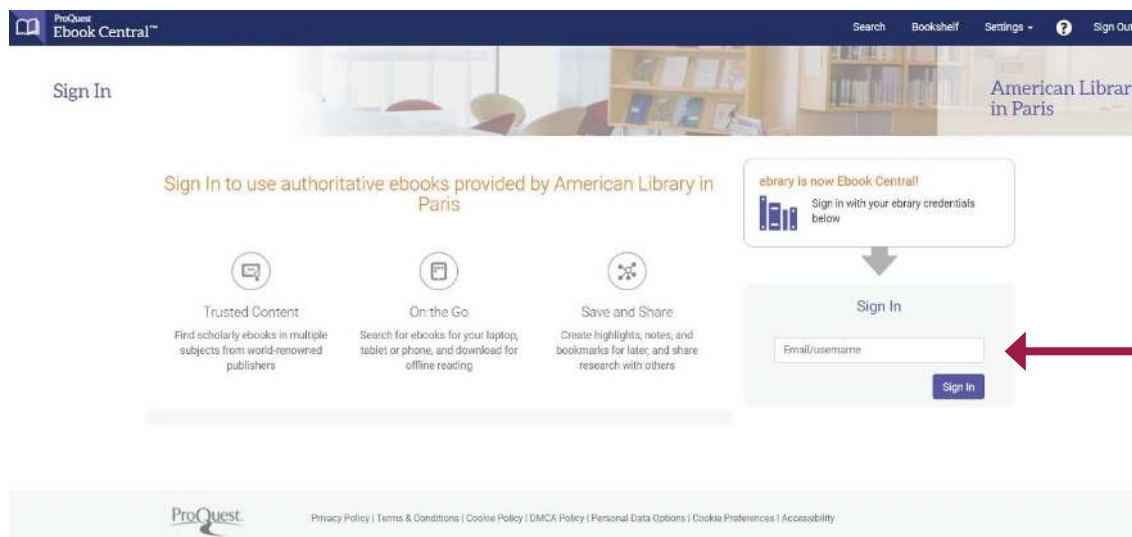 ProQuest
Ebook Central™
Search Bookshelf Settings ? Sign Out
Sign In
American Librar
in Paris
Sign In to use authoritative ebooks provided by American Library in
Paris
Trusted Content
Find scholarly ebooks in multiple
subjects from world-renowned
publishers
On the Go
Search for ebooks for your laptop,
tablet or phone, and download for
offline reading
Save and Share
Create highlights, notes, and
bookmarks for later, and share
research with others
ebrary is now Ebook Central!
Sign in with your ebrary credentials
below
Sign In
Email/username
Sign In
ProQuest.
Privacy Policy | Terms & Conditions | Cookie Policy | DMCA Policy | Personal Data Options | Cookie Preferences | Accessibility